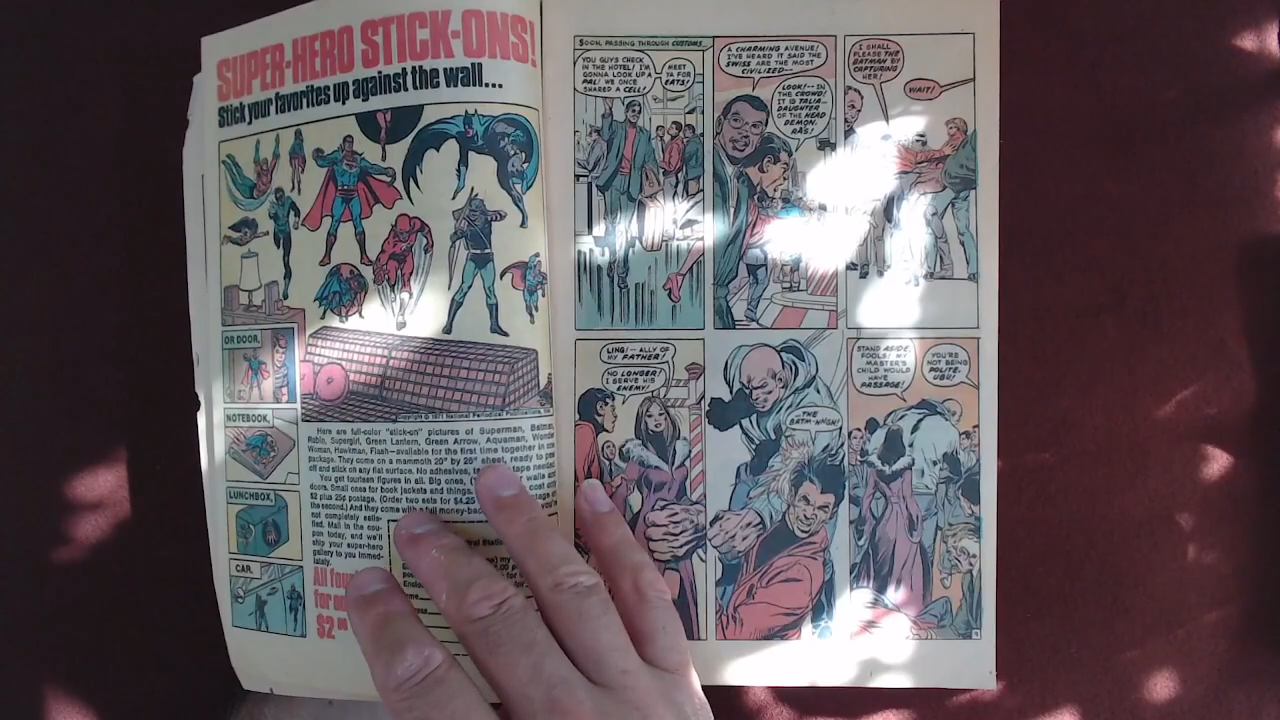 SUPER-HERO STICK-ONS!
Stick your favorites up against the wall...
OR DOOR,
NOTEBOOK,
LUNCHBOX,
CAR.
Copyright © 1971 National Periodical Publications, Inc.
Here are full-color "stick-on" pictures of Superman, Batman,
Robin, Supergirl, Green Lantern, Green Arrow, Aquaman, Wonder
Woman, Hawkman, Flash—available for the first time together in one
package. They come on a mammoth 20" by 26" sheet, ready to peel
off and stick on any flat surface. No adhesives, tape needed.
You get fourteen figures in all. Big ones, walls and
doors. Small ones for book jackets and things. cost only
$2 plus 25¢ postage. (Order two sets for $4.25
the second.) And they come with a full money-back you're
not completely satis-
fied. Mail in the cou-
pon today, and we'll
ship your super-hero
gallery to you immed-
iately.
All
for
$2
SOON, PASSING THROUGH CUSTOMS...
YOU GUYS CHECK
IN THE HOTEL! I'M
GONNA LOOK UP A
PAL! WE ONCE
SHARED A CELL!
MEET
YA FOR
EATS!
A CHARMING AVENUE!
I'VE HEARD IT SAID THE
SWISS ARE THE MOST
CIVILIZED--
LOOK!--IN
THE CROWD!
IT IS TALIA--
DAUGHTER
OF THE HEAD
DEMON,
RĀS!
I SHALL
PLEASE THE
BATMAN BY
CAPTURING
HER!
WAIT!
LING!-- ALLY OF
MY FATHER!
NO LONGER!
I SERVE HIS
ENEMY!
--THE
BATM-NNGH!
STAND ASIDE,
FOOLS! MY
MASTER'S
CHILD WOULD
HAVE
PASSAGE!
YOU'RE
NOT BEING
POLITE,
UBU!